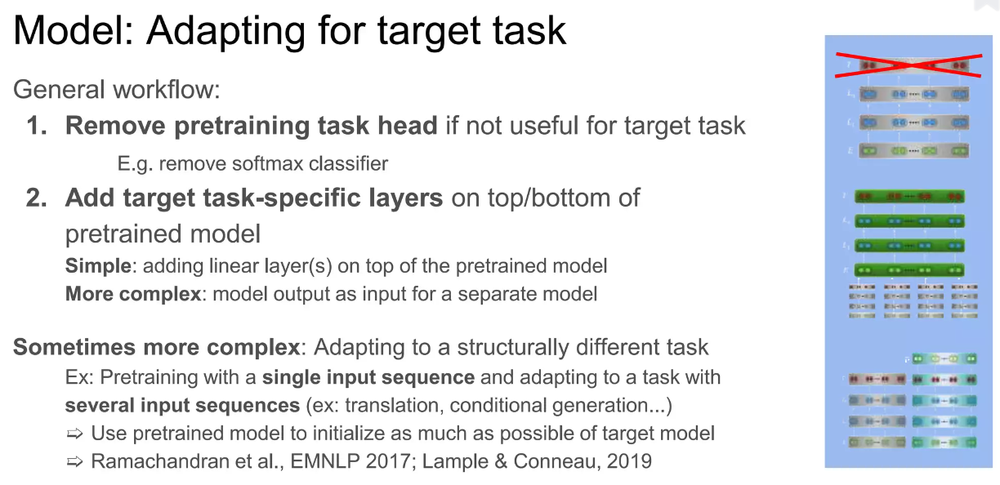 Model: Adapting for target task
General workflow:
1. Remove pretraining task head if not useful for target task
E.g. remove softmax classifier
2. Add target task-specific layers on top/bottom of
pretrained model
Simple: adding linear layer(s) on top of the pretrained model
More complex: model output as input for a separate model
Sometimes more complex: Adapting to a structurally different task
Ex: Pretraining with a single input sequence and adapting to a task with
several input sequences (ex: translation, conditional generation...)
➯ Use pretrained model to initialize as much as possible of target model
➯ Ramachandran et al., EMNLP 2017; Lample & Conneau, 2019